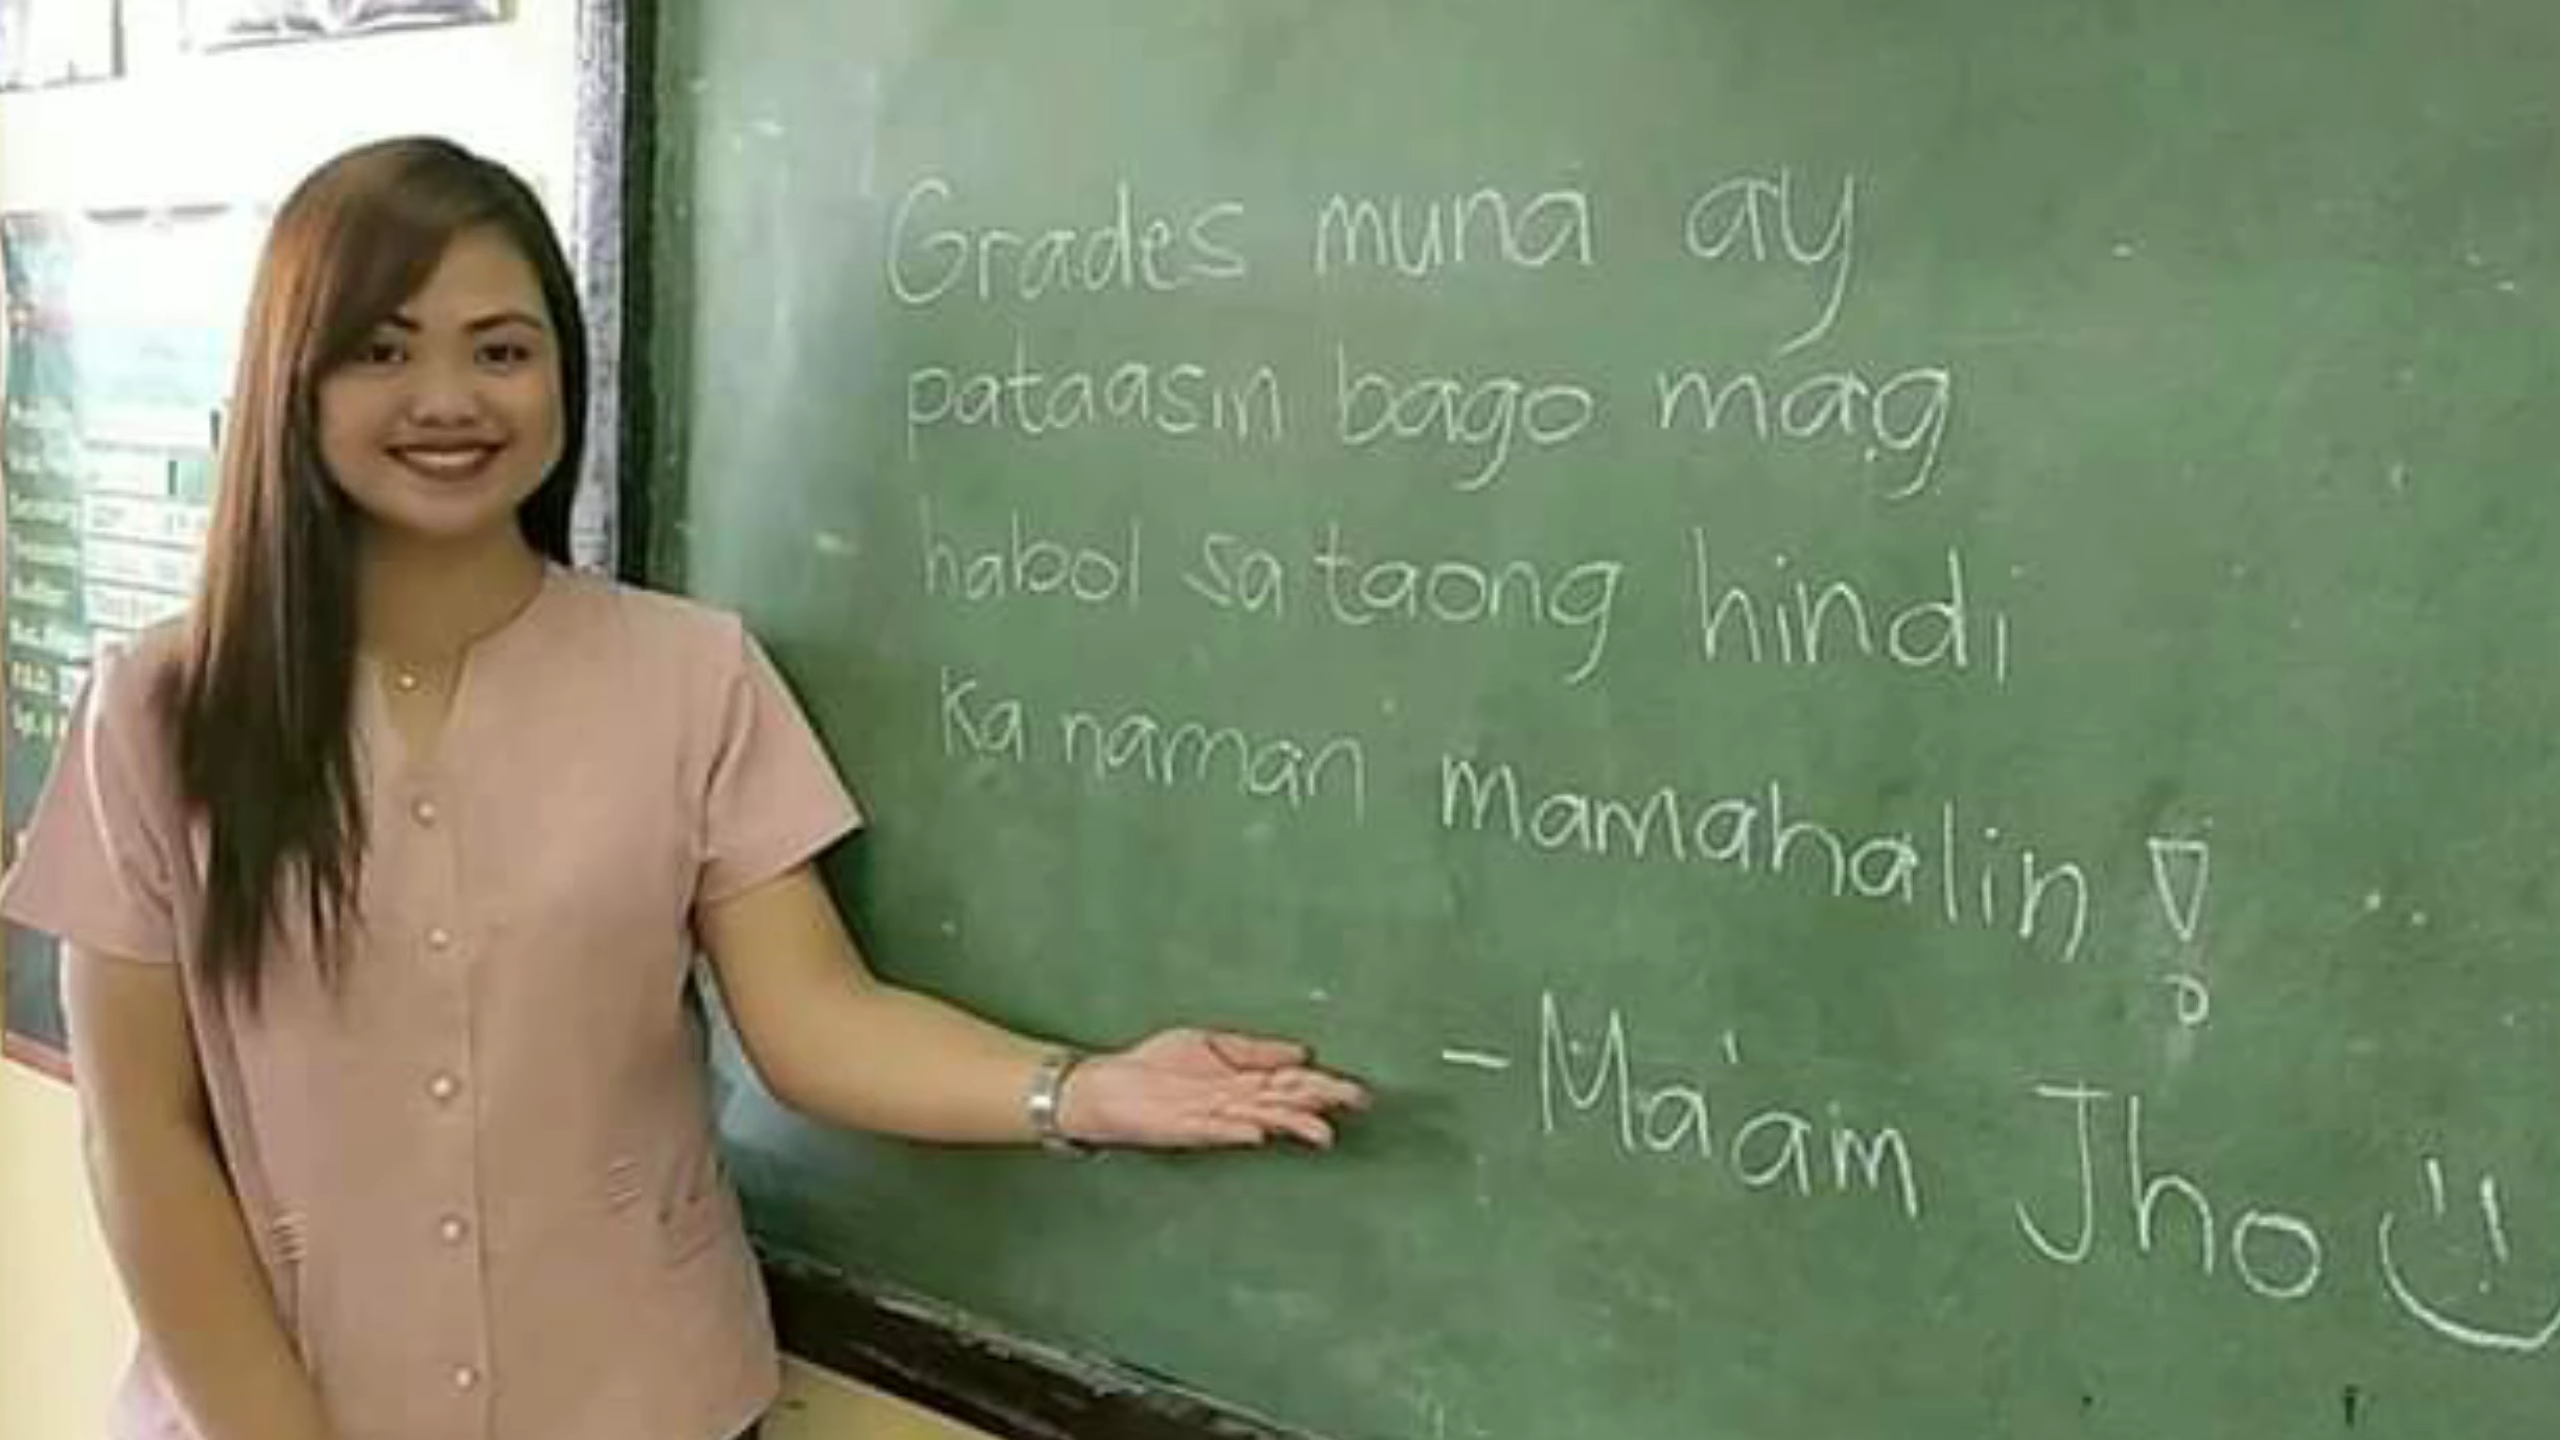 Grades muna ay
pataasin bago mag
habol sa taong hindi
ka naman mamahalin!
- Ma'am Jho